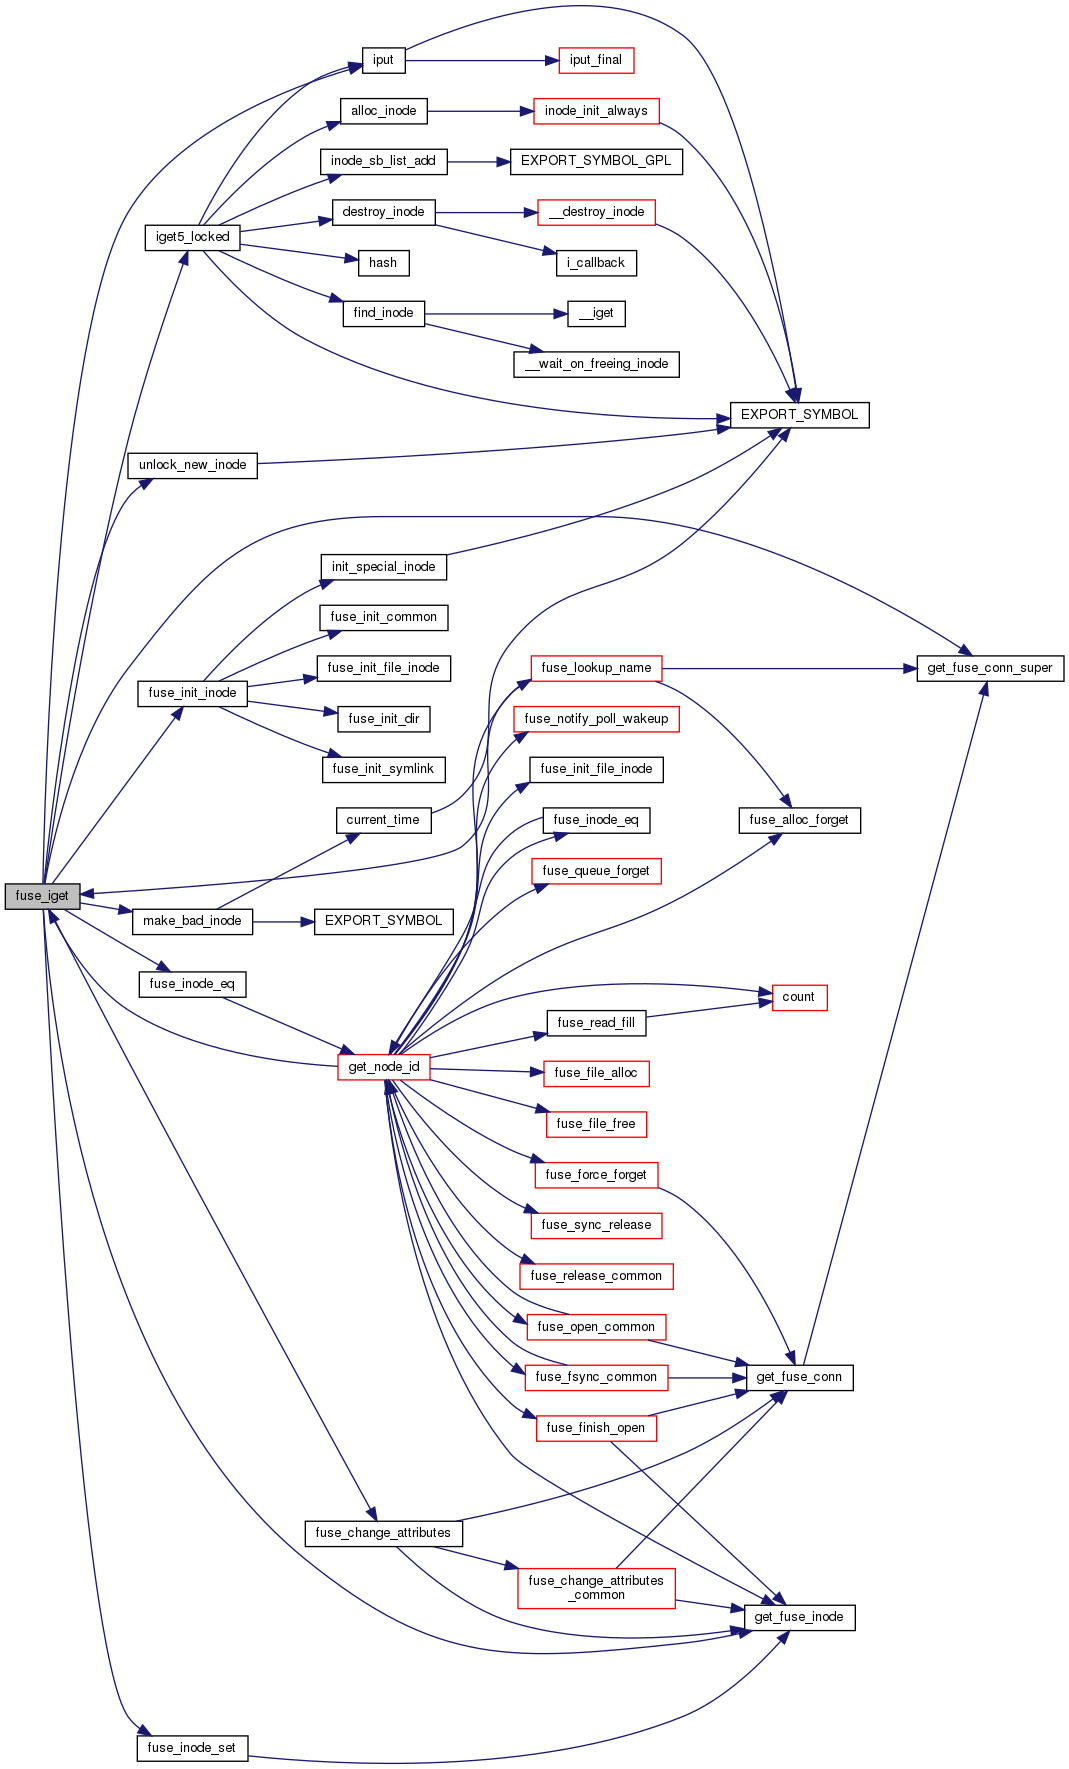 iput
iput_final
alloc_inode
inode_init_always
inode_sb_list_add
EXPORT_SYMBOL_GPL
destroy_inode
__destroy_inode
iget5_locked
hash
i_callback
find_inode
__iget
__wait_on_freeing_inode
EXPORT_SYMBOL
unlock_new_inode
init_special_inode
fuse_init_common
fuse_init_file_inode
fuse_lookup_name
get_fuse_conn_super
fuse_init_inode
fuse_init_dir
fuse_notify_poll_wakeup
fuse_init_symlink
fuse_init_file_inode
current_time
fuse_inode_eq
fuse_alloc_forget
fuse_queue_forget
fuse_iget
make_bad_inode
EXPORT_SYMBOL
fuse_inode_eq
count
fuse_read_fill
get_node_id
fuse_file_alloc
fuse_file_free
fuse_force_forget
fuse_sync_release
fuse_release_common
fuse_open_common
fuse_fsync_common
get_fuse_conn
fuse_finish_open
fuse_change_attributes
fuse_change_attributes
_common
get_fuse_inode
fuse_inode_set